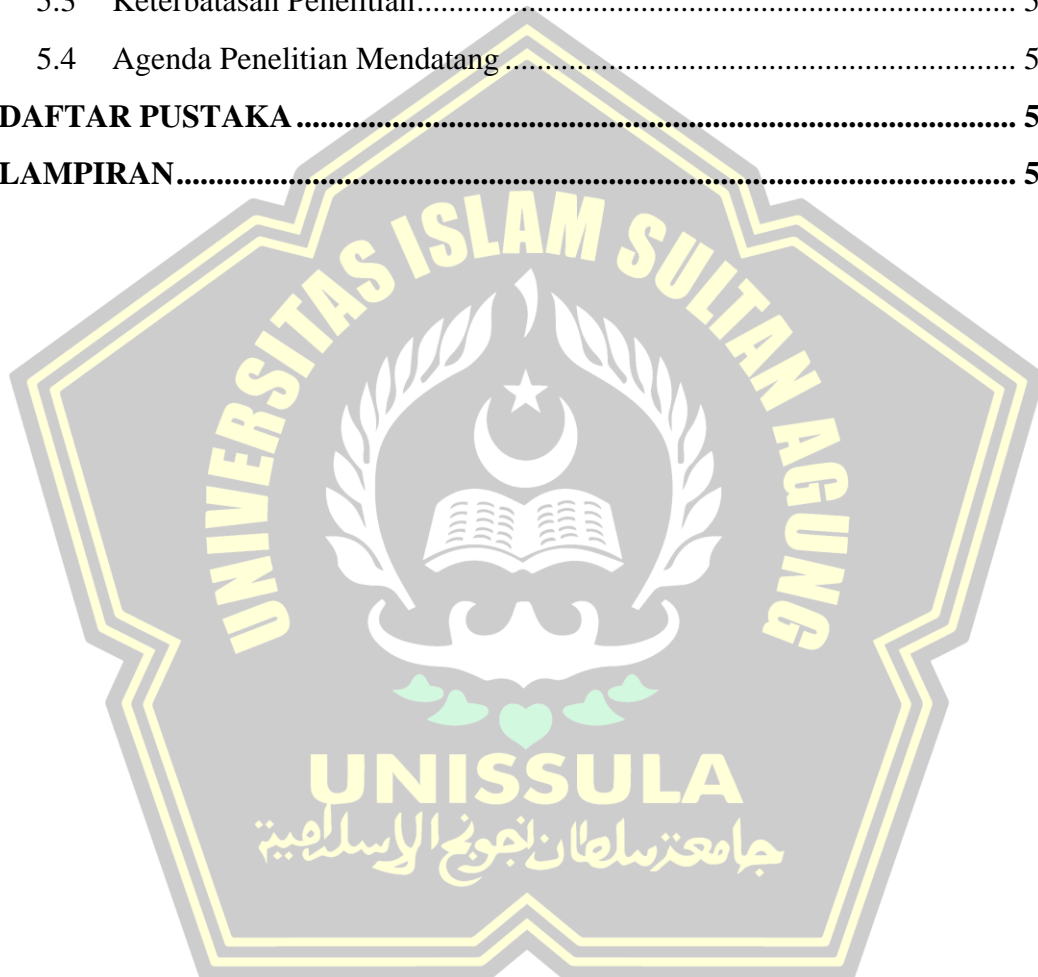 5.3 Keterbatasan Penelitian.......................................................................... 5
5.4 Agenda Penelitian Mendatang................................................................ 5
DAFTAR PUSTAKA........................................................................................... 5
LAMPIRAN.......................................................................................................... 5
UNIVERSITAS ISLAM SULTAN AGUNG
UNISSULA
جامعة سلطان أجونج الإسلامية